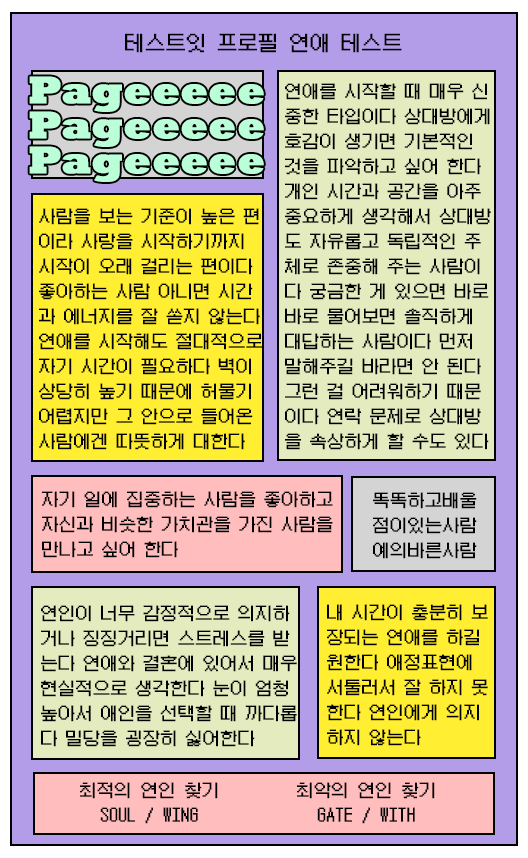 테스트잇 프로필 연애 테스트
Pageeeeee
Pageeeeee
Pageeeeee
사람을 보는 기준이 높은 편
이라 사랑을 시작하기까지
시작이 오래 걸리는 편이다
좋아하는 사람 아니면 시간
과 에너지를 잘 쏟지 않는다
연애를 시작해도 절대적으로
자기 시간이 필요하다 벽이
상당히 높기 때문에 허물기
어렵지만 그 안으로 들어온
사람에겐 따뜻하게 대한다
연애를 시작할 때 매우 신
중한 타입이다 상대방에게
호감이 생기면 기본적인
것을 파악하고 싶어 한다
개인 시간과 공간을 아주
중요하게 생각해서 상대방
도 자유롭고 독립적인 주
체로 존중해 주는 사람이
다 궁금한 게 있으면 바로
바로 물어보면 솔직하게
대답하는 사람이다 먼저
말해주길 바라면 안 된다
그런 걸 어려워하기 때문
이다 연락 문제로 상대방
을 속상하게 할 수도 있다
자기 일에 집중하는 사람을 좋아하고
자신과 비슷한 가치관을 가진 사람을
만나고 싶어 한다
똑똑하고배울
점이있는사람
예의바른사람
연인이 너무 감정적으로 의지하
거나 징징거리면 스트레스를 받
는다 연애와 결혼에 있어서 매우
현실적으로 생각한다 눈이 엄청
높아서 애인을 선택할 때 까다롭
다 밀당을 굉장히 싫어한다
내 시간이 충분히 보
장되는 연애를 하길
원한다 애정표현에
서툴러서 잘 하지 못
한다 연인에게 의지
하지 않는다
최적의 연인 찾기
SOUL / WING
최악의 연인 찾기
GATE / WITH